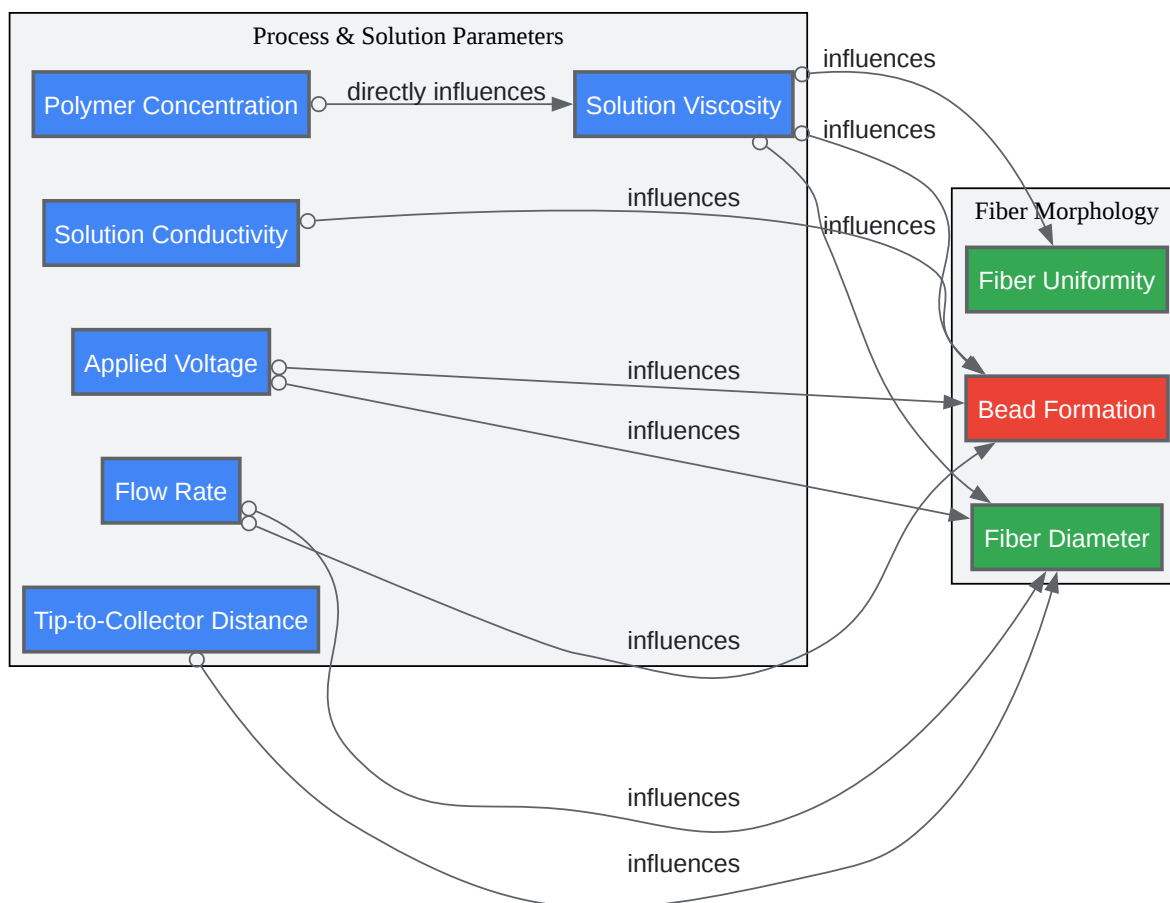 Process & Solution Parameters
Polymer Concentration
directly influences
Solution Viscosity
influences
influences
Solution Conductivity
influences
influences
Fiber Morphology
Fiber Uniformity
Applied Voltage
influences
Bead Formation
influences
Flow Rate
Fiber Diameter
Tip-to-Collector Distance
influences
influences
influences